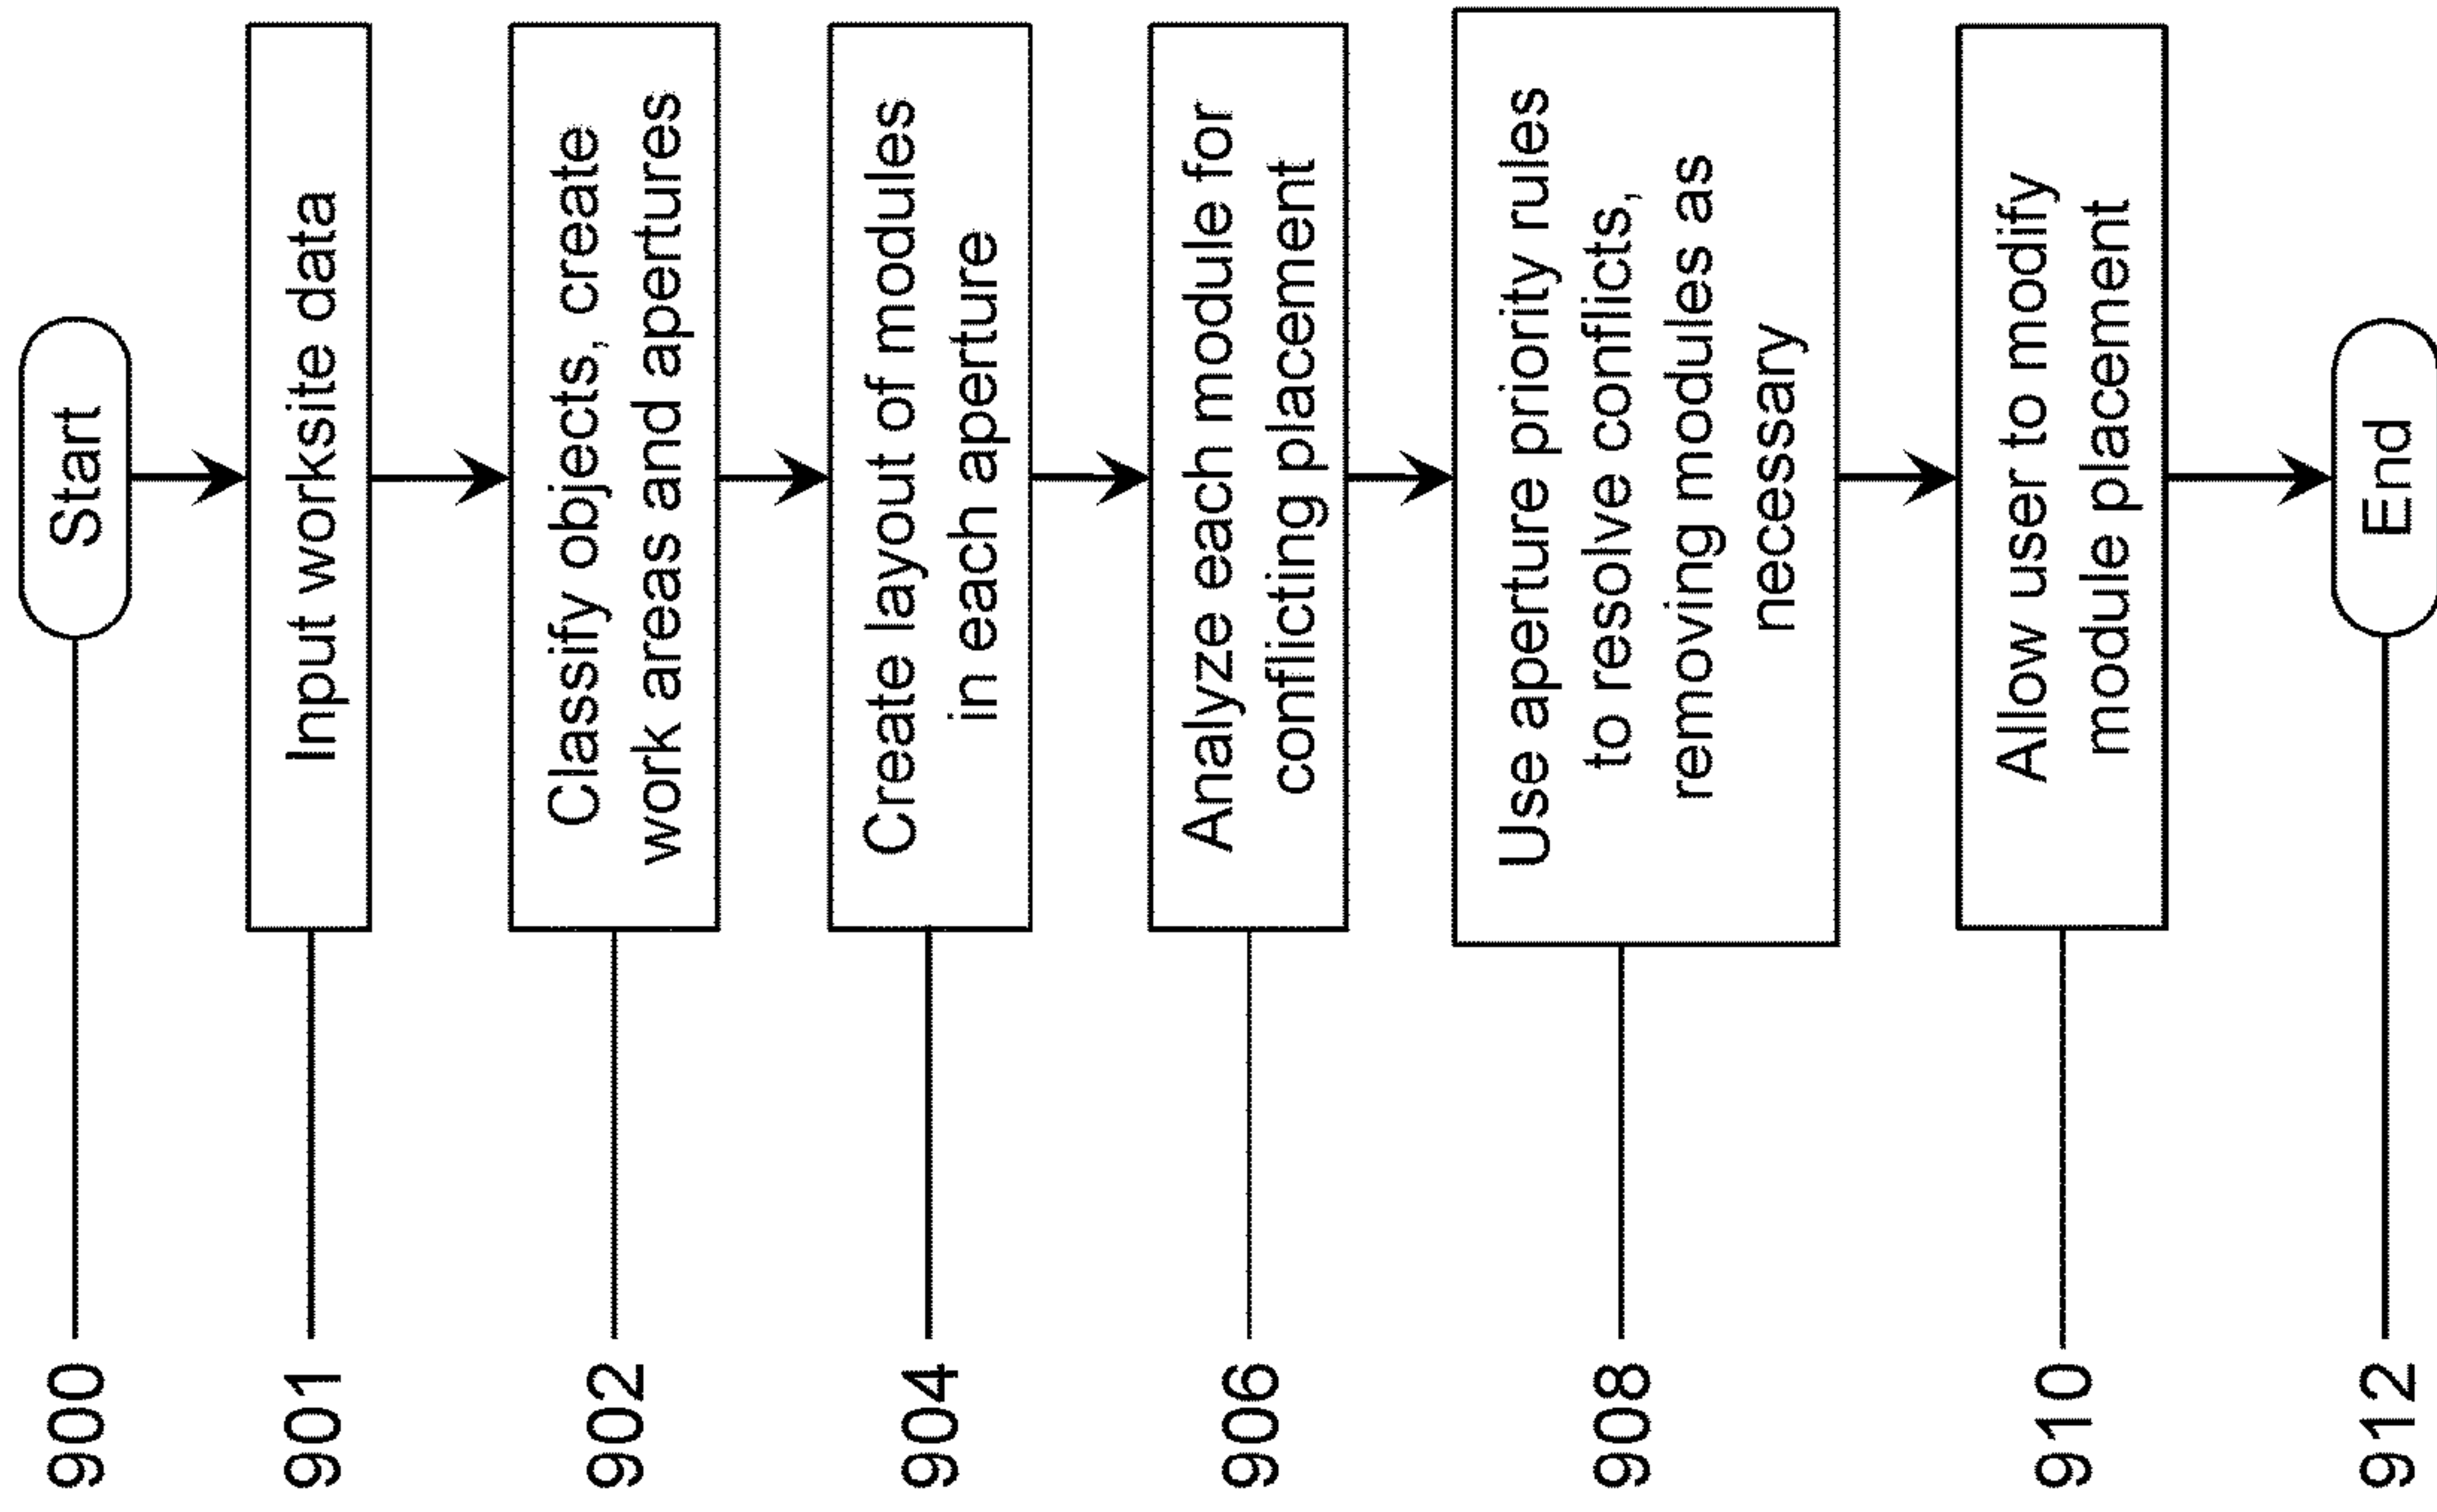 900
Start
901
Input worksite data
902
Classify objects, create
work areas and apertures
904
Create layout of modules
in each aperture
906
Analyze each module for
conflicting placement
908
Use aperture priority rules
to resolve conflicts,
removing modules as
necessary
910
Allow user to modify
module placement
912
End